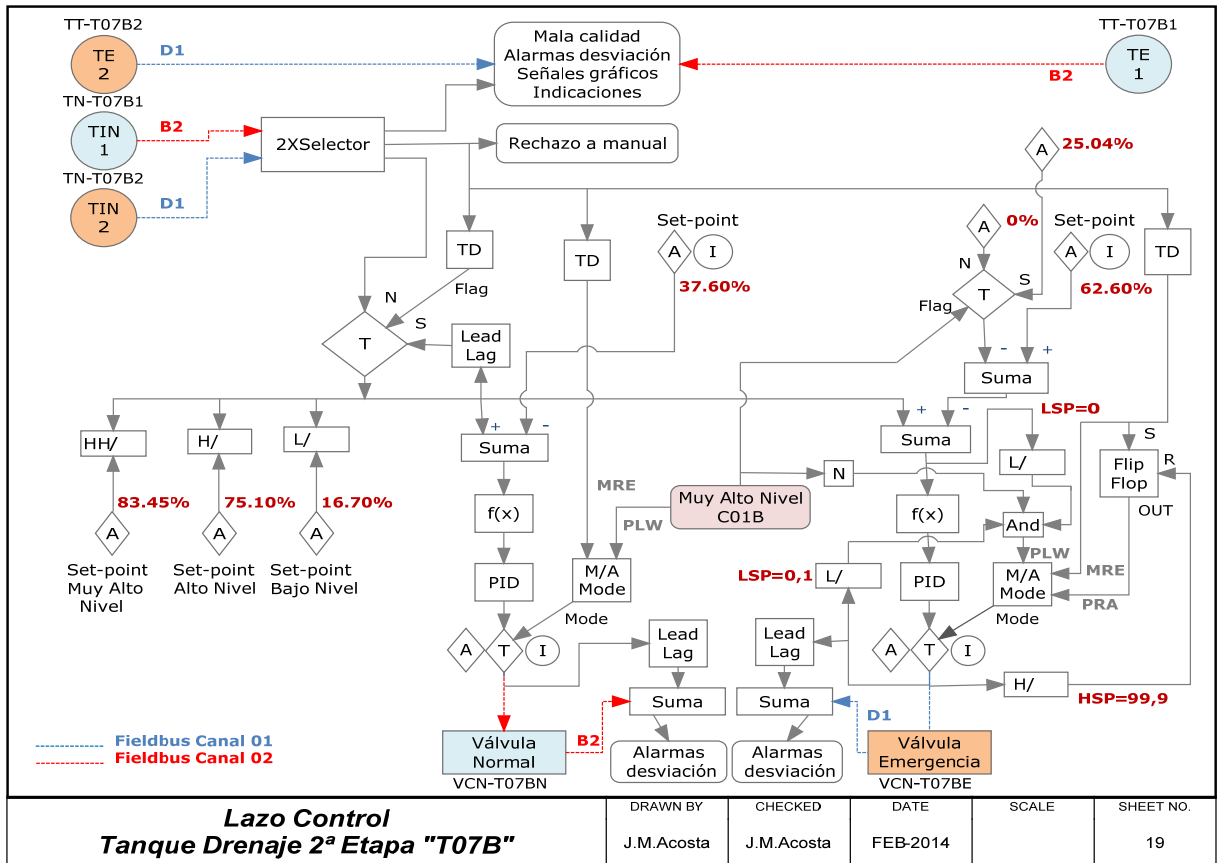 TT-T07B2
TE
2
D1
TN-T07B1
TIN
1
B2
TN-T07B2
TIN
2
D1
2XSelector
Mala calidad
Alarmas desviación
Señales gráficos
Indicaciones
Rechazo a manual
TT-T07B1
TE
1
B2
A
25.04%
A
0%
N
T
S
Flag
Set-point
A
I
62.60%
TD
TD
Flag
TD
Set-point
A
I
37.60%
N
T
S
Lead
Lag
-
+
Suma
HH/
H/
L/
83.45%
75.10%
16.70%
A
A
A
Set-point
Muy Alto
Nivel
Set-point
Alto Nivel
Set-point
Bajo Nivel
+
-
Suma
f(x)
PID
MRE
PLW
M/A
Mode
Mode
A
T
I
Muy Alto Nivel
C01B
N
+
-
Suma
LSP=0
L/
f(x)
And
PLW
S
Flip
Flop
R
OUT
LSP=0,1
L/
PID
M/A
Mode
MRE
PRA
Mode
A
T
I
Lead
Lag
Lead
Lag
H/
HSP=99,9
Suma
Suma
D1
B2
Válvula
Normal
VCN-T07BN
Alarmas
desviación
Alarmas
desviación
Válvula
Emergencia
VCN-T07BE
Fieldbus Canal 01
Fieldbus Canal 02
Lazo Control
Tanque Drenaje 2ª Etapa "T07B"
DRAWN BY
J.M.Acosta
CHECKED
J.M.Acosta
DATE
FEB-2014
SCALE
SHEET NO.
19